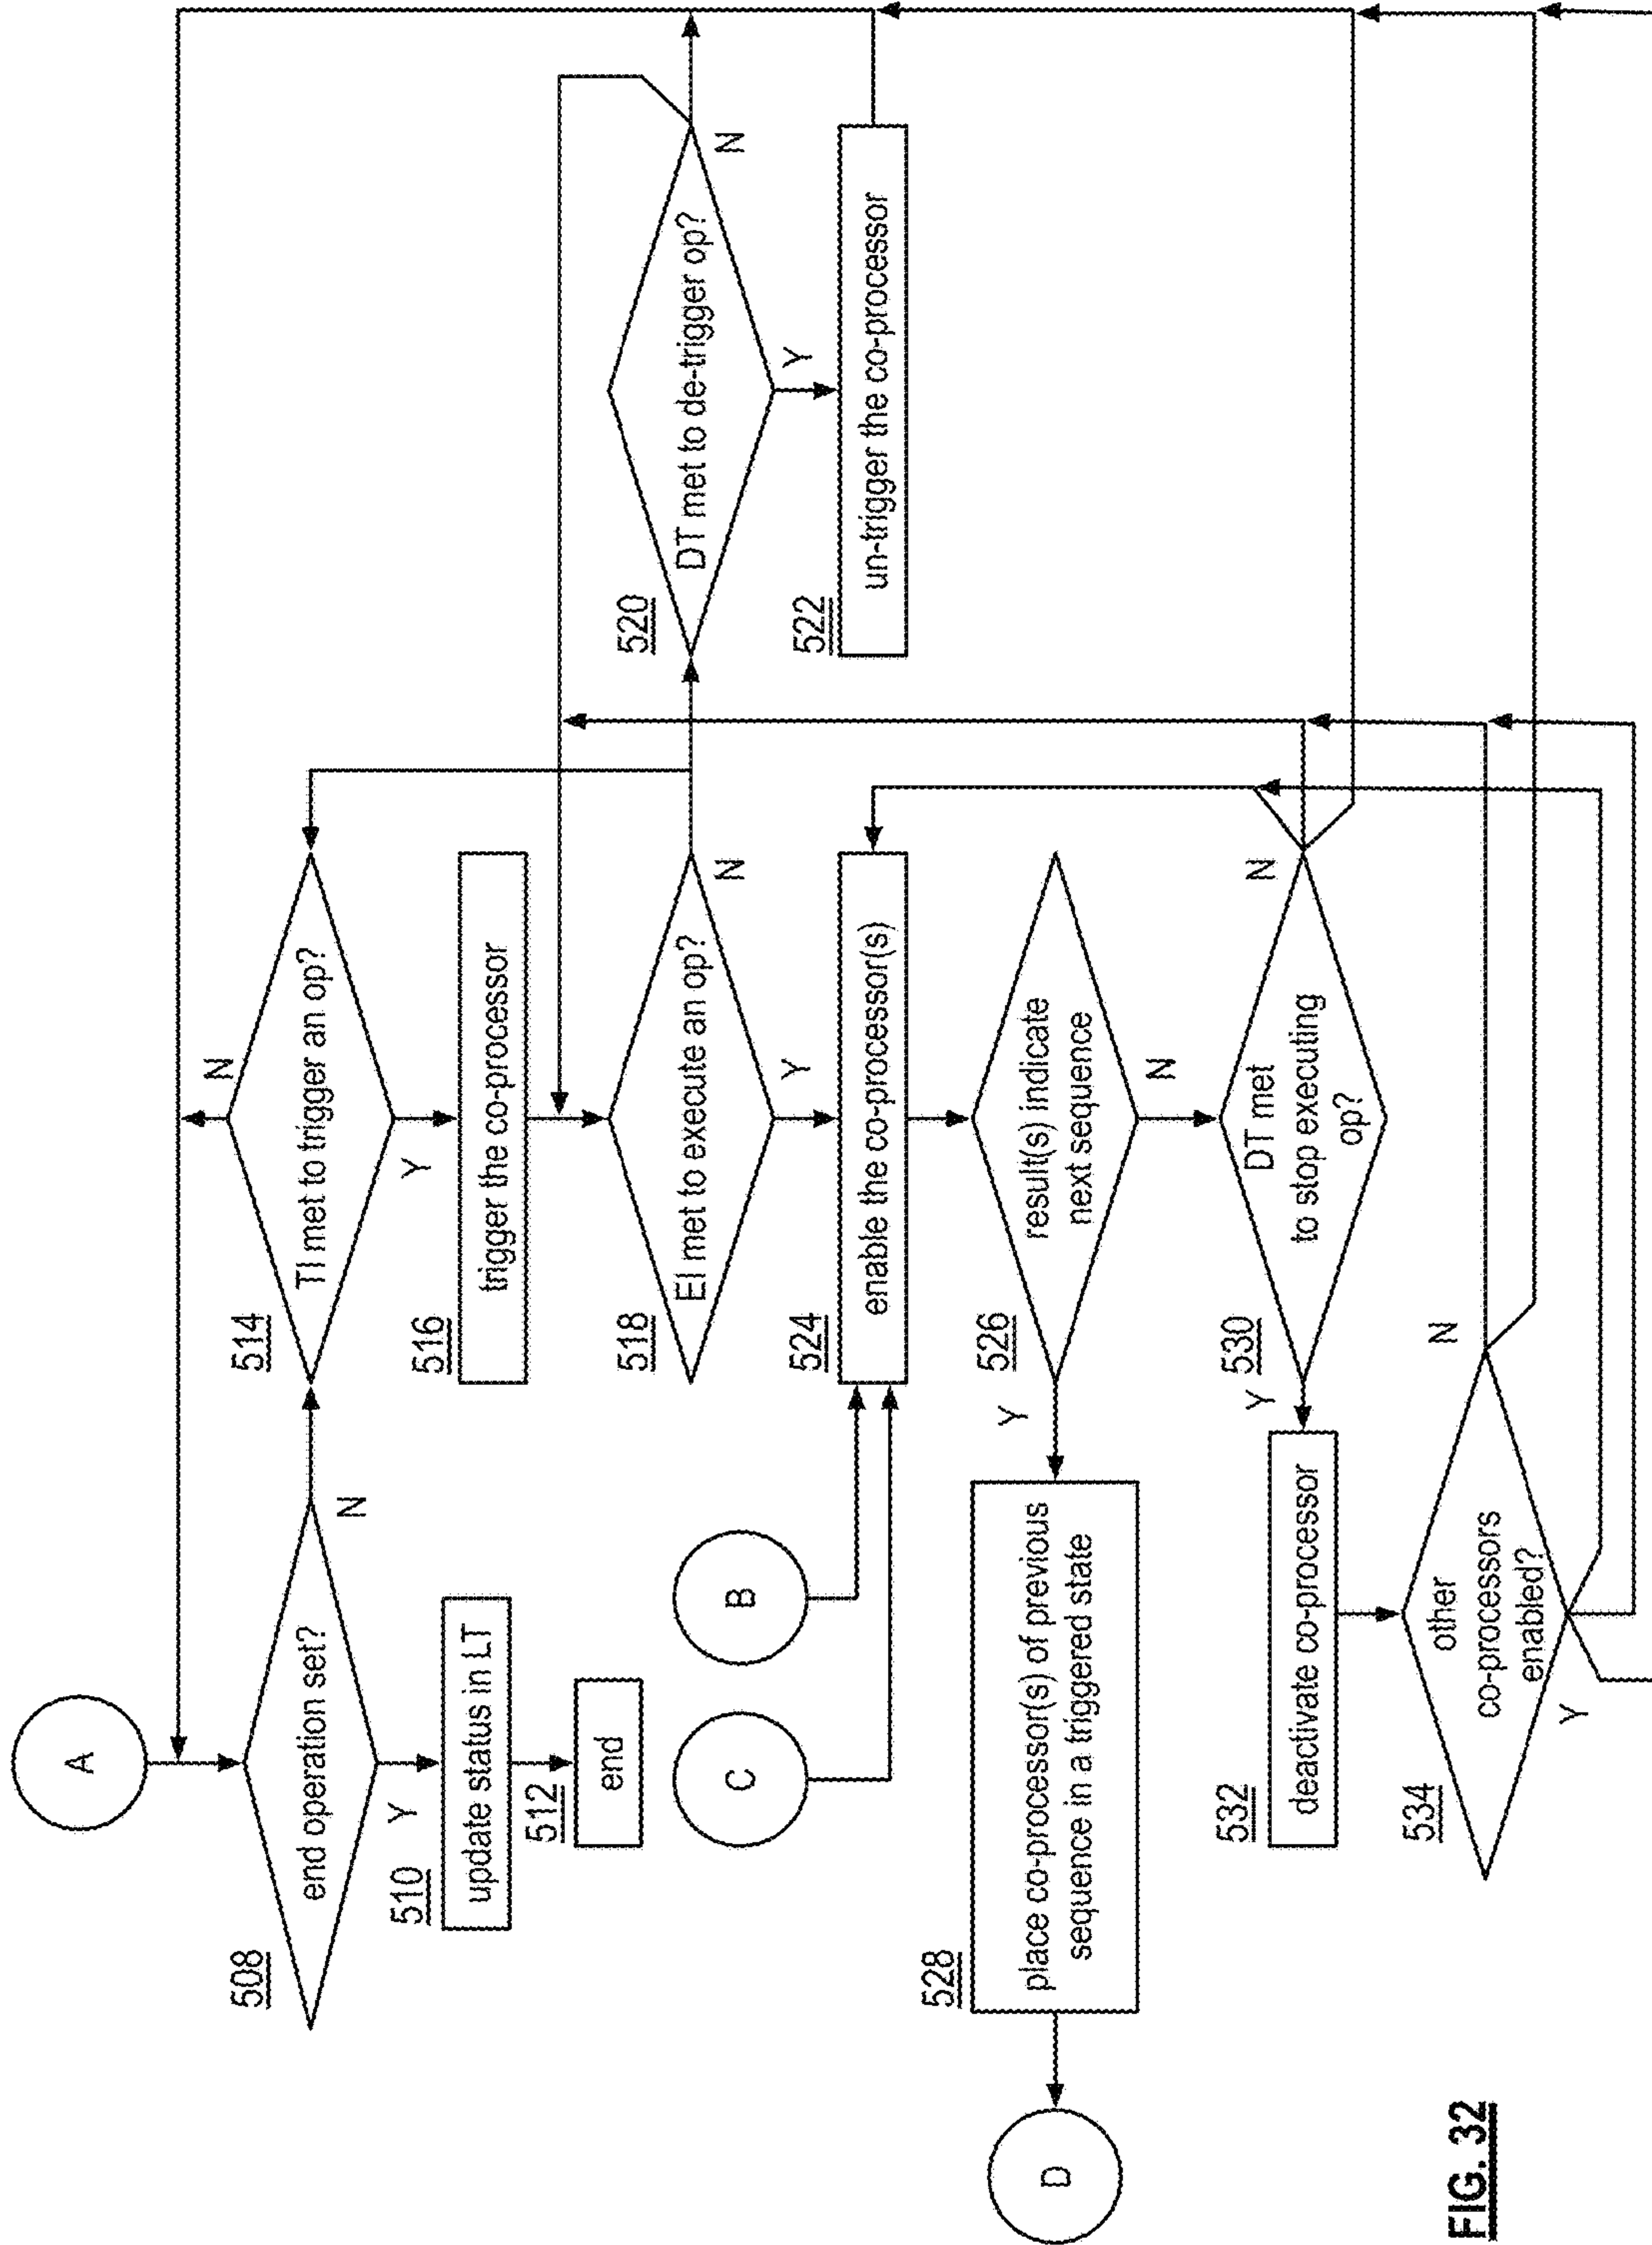 A
508
end operation set?
N
Y
510
update status in LT
512
end
514
TI met to trigger an op?
N
Y
516
trigger the co-processor
518
EI met to execute an op?
N
Y
520
DT met to de-trigger op?
N
Y
522
un-trigger the co-processor
C
B
524
enable the co-processor(s)
526
result(s) indicate
next sequence
Y
N
528
place co-processor(s) of previous
sequence in a triggered state
D
530
DT met
to stop executing
op?
N
Y
532
deactivate co-processor
534
other
co-processors
enabled?
N
Y
FIG. 32